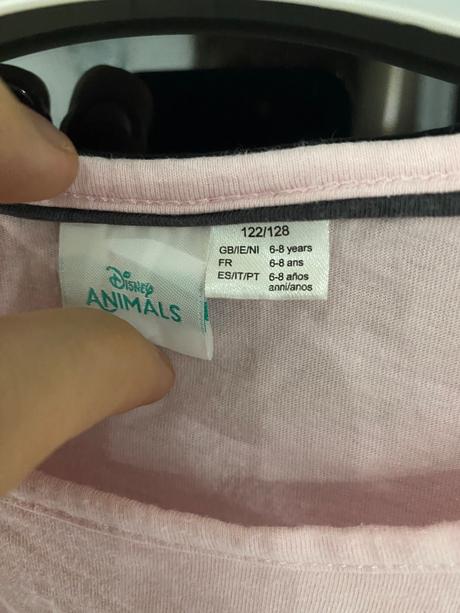 Disney
ANIMALS
122/128
GB/IE/NI 6-8 years
FR 6-8 ans
ES/IT/PT 6-8 años
anni/anos